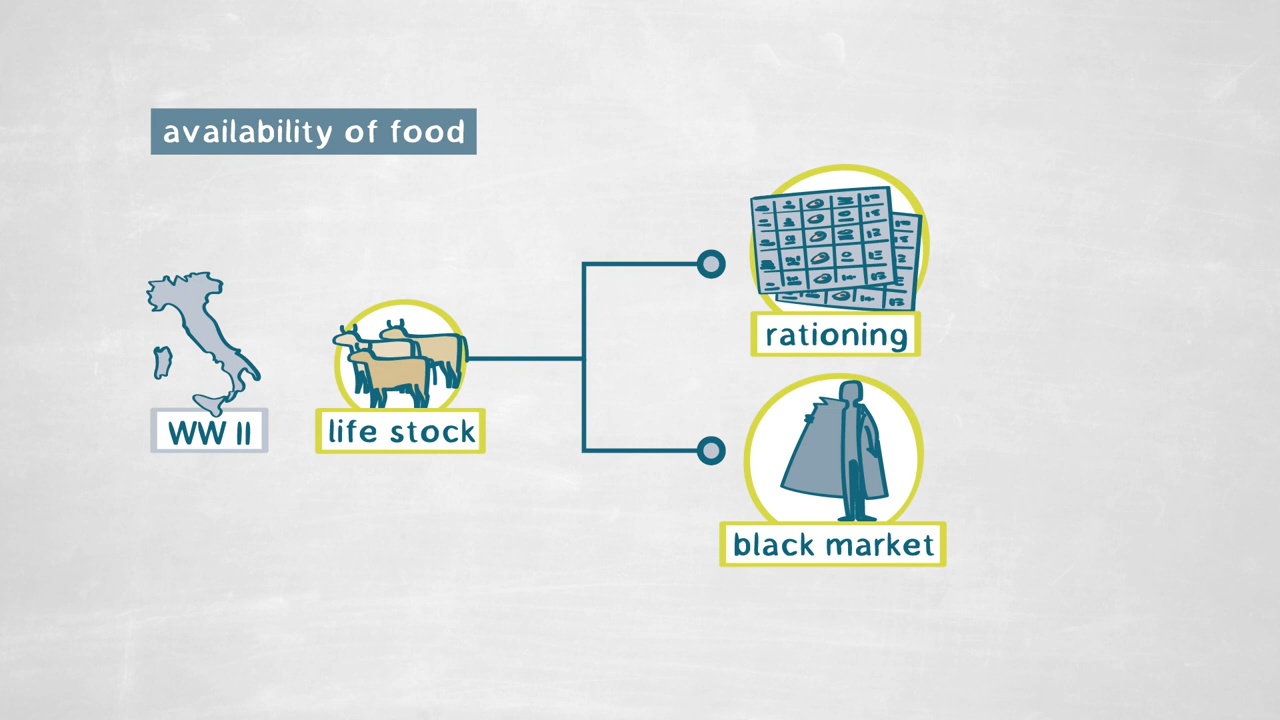 availability of food
WW II
life stock
rationing
black market